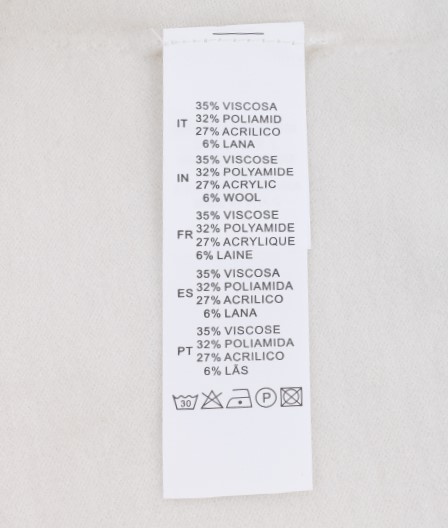 IT
35% VISCOSA
32% POLIAMID
27% ACRILICO
6% LANA
IN
35% VISCOSE
32% POLYAMIDE
27% ACRYLIC
6% WOOL
FR
35% VISCOSE
32% POLYAMIDE
27% ACRYLIQUE
6% LAINE
ES
35% VISCOSA
32% POLIAMIDA
27% ACRILICO
6% LANA
PT
35% VISCOSE
32% POLIAMIDA
27% ACRILICO
6% LÃS
30 P